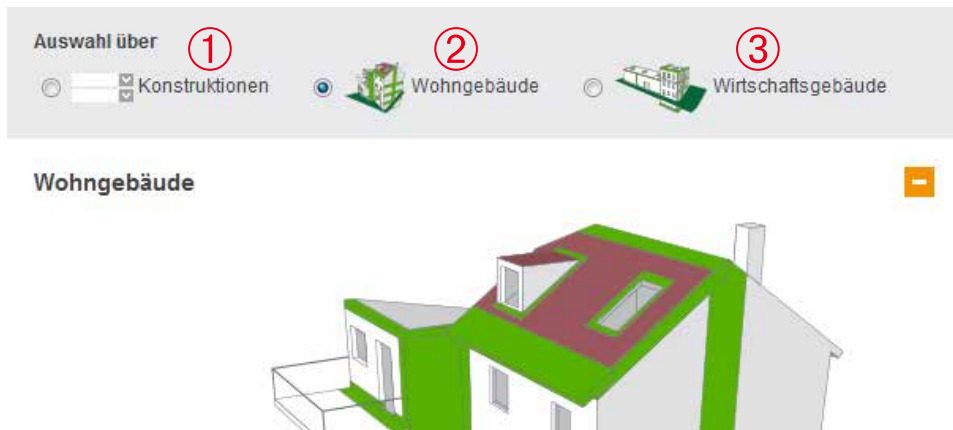 Auswahl über
① Konstruktionen ② Wohngebäude ③ Wirtschaftsgebäude
Wohngebäude